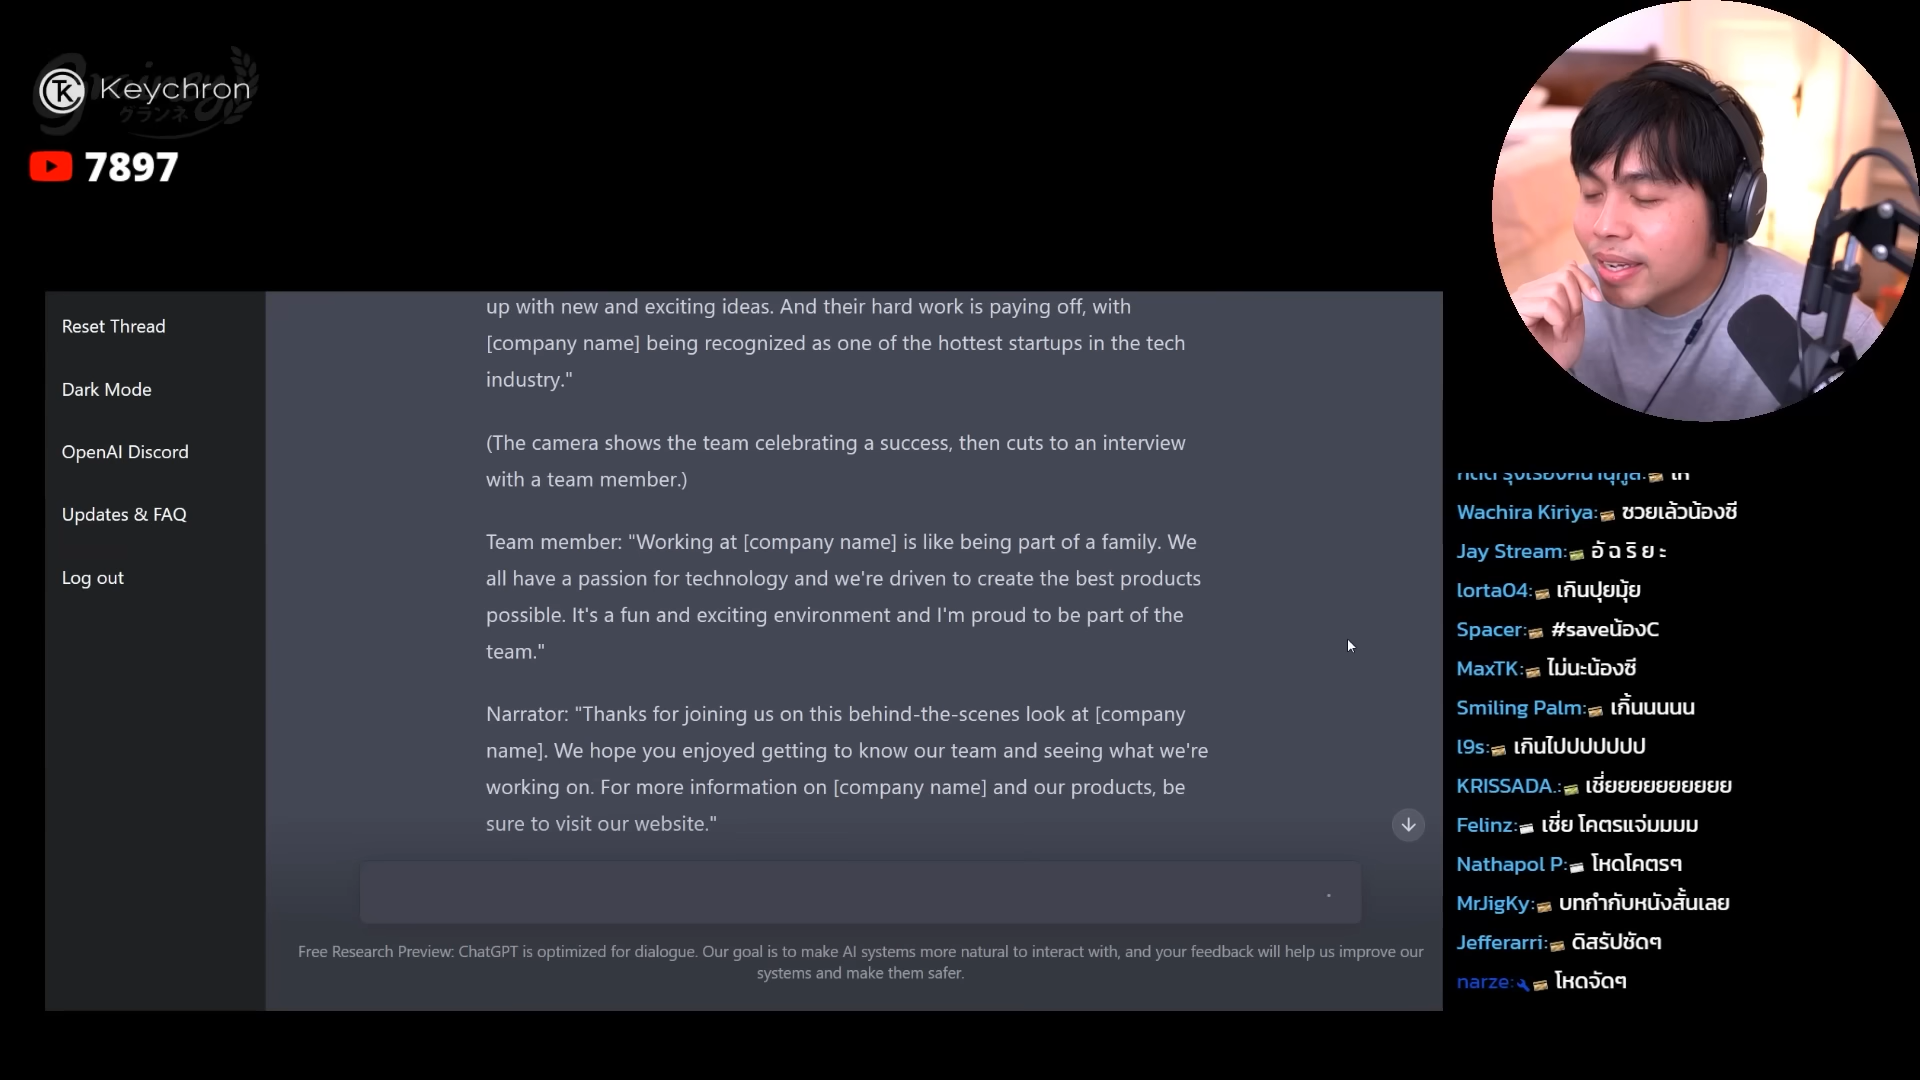 Keychron
グランネ
7897
Reset Thread
Dark Mode
OpenAI Discord
Updates & FAQ
Log out
up with new and exciting ideas. And their hard work is paying off, with
[company name] being recognized as one of the hottest startups in the tech
industry."
(The camera shows the team celebrating a success, then cuts to an interview
with a team member.)
Team member: "Working at [company name] is like being part of a family. We
all have a passion for technology and we're driven to create the best products
possible. It's a fun and exciting environment and I'm proud to be part of the
team."
Narrator: "Thanks for joining us on this behind-the-scenes look at [company
name]. We hope you enjoyed getting to know our team and seeing what we're
working on. For more information on [company name] and our products, be
sure to visit our website."
Free Research Preview: ChatGPT is optimized for dialogue. Our goal is to make AI systems more natural to interact with, and your feedback will help us improve our
systems and make them safer.
Wachira Kiriya: ซวยเล้วน้องซี
Jay Stream: อั ฉ ริ ย ะ
lorta04: เกินปุยมุ้ย
Spacer: #saveน้องC
MaxTK: ไม่นะน้องซี
Smiling Palm: เกิ้นนนนน
l9s: เกินไปปปปปปป
KRISSADA.: เชี่ยยยยยยยยยย
Felinz: เชี่ย โคตรแจ่มมมม
Nathapol P: โหดโคตรๆ
MrJigKy: บทกำกับหนังสั้นเลย
Jefferarri: ดิสรัปชัดๆ
narze: โหดจัดๆ